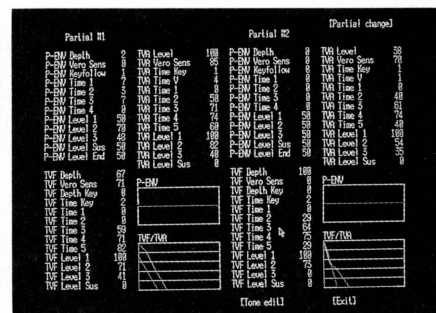 Partial #1
Partial #2
[Partial change]
P-ENV Depth 2
P-ENV Vero Sens 0
P-ENV Keyfollow 1
P-ENV Time 1 7
P-ENV Time 2 3
P-ENV Time 3 7
P-ENV Time 4 0
P-ENV Level 1 50
P-ENV Level 2 70
P-ENV Level 3 48
P-ENV Level Sus 50
P-ENV Level End 50
TVA Level 100
TVA Vero Sens 85
TVA Time Key 1
TVA Time V 4
TVA Time 1 0
TVA Time 2 50
TVA Time 3 71
TVA Time 4 74
TVA Time 5 60
TVA Level 1 100
TVA Level 2 82
TVA Level 3 40
TVA Level Sus 0
P-ENV Depth 0
P-ENV Vero Sens 0
P-ENV Keyfollow 0
P-ENV Time 1 0
P-ENV Time 2 0
P-ENV Time 3 0
P-ENV Time 4 0
P-ENV Level 1 50
P-ENV Level 2 50
P-ENV Level 3 50
P-ENV Level Sus 50
P-ENV Level End 50
TVA Level 58
TVA Vero Sens 70
TVA Time Key 1
TVA Time V 1
TVA Time 1 0
TVA Time 2 40
TVA Time 3 61
TVA Time 4 74
TVA Time 5 40
TVA Level 1 100
TVA Level 2 54
TVA Level 3 35
TVA Level Sus 0
TVF Depth 67
TVF Vero Sens 71
TVF Depth Key 0
TVF Time Key 2
TVF Time 1 0
TVF Time 2 0
TVF Time 3 59
TVF Time 4 71
TVF Time 5 82
TVF Level 1 100
TVF Level 2 71
TVF Level 3 41
TVF Level Sus 0
P-ENV
TVF/TVA
TVF Depth 100
TVF Vero Sens 0
TVF Depth Key 0
TVF Time Key 2
TVF Time 1 0
TVF Time 2 29
TVF Time 3 64
TVF Time 4 75
TVF Time 5 29
TVF Level 1 100
TVF Level 2 73
TVF Level 3 0
TVF Level Sus 0
P-ENV
TVF/TVA
[Tone edit]
[Exit]